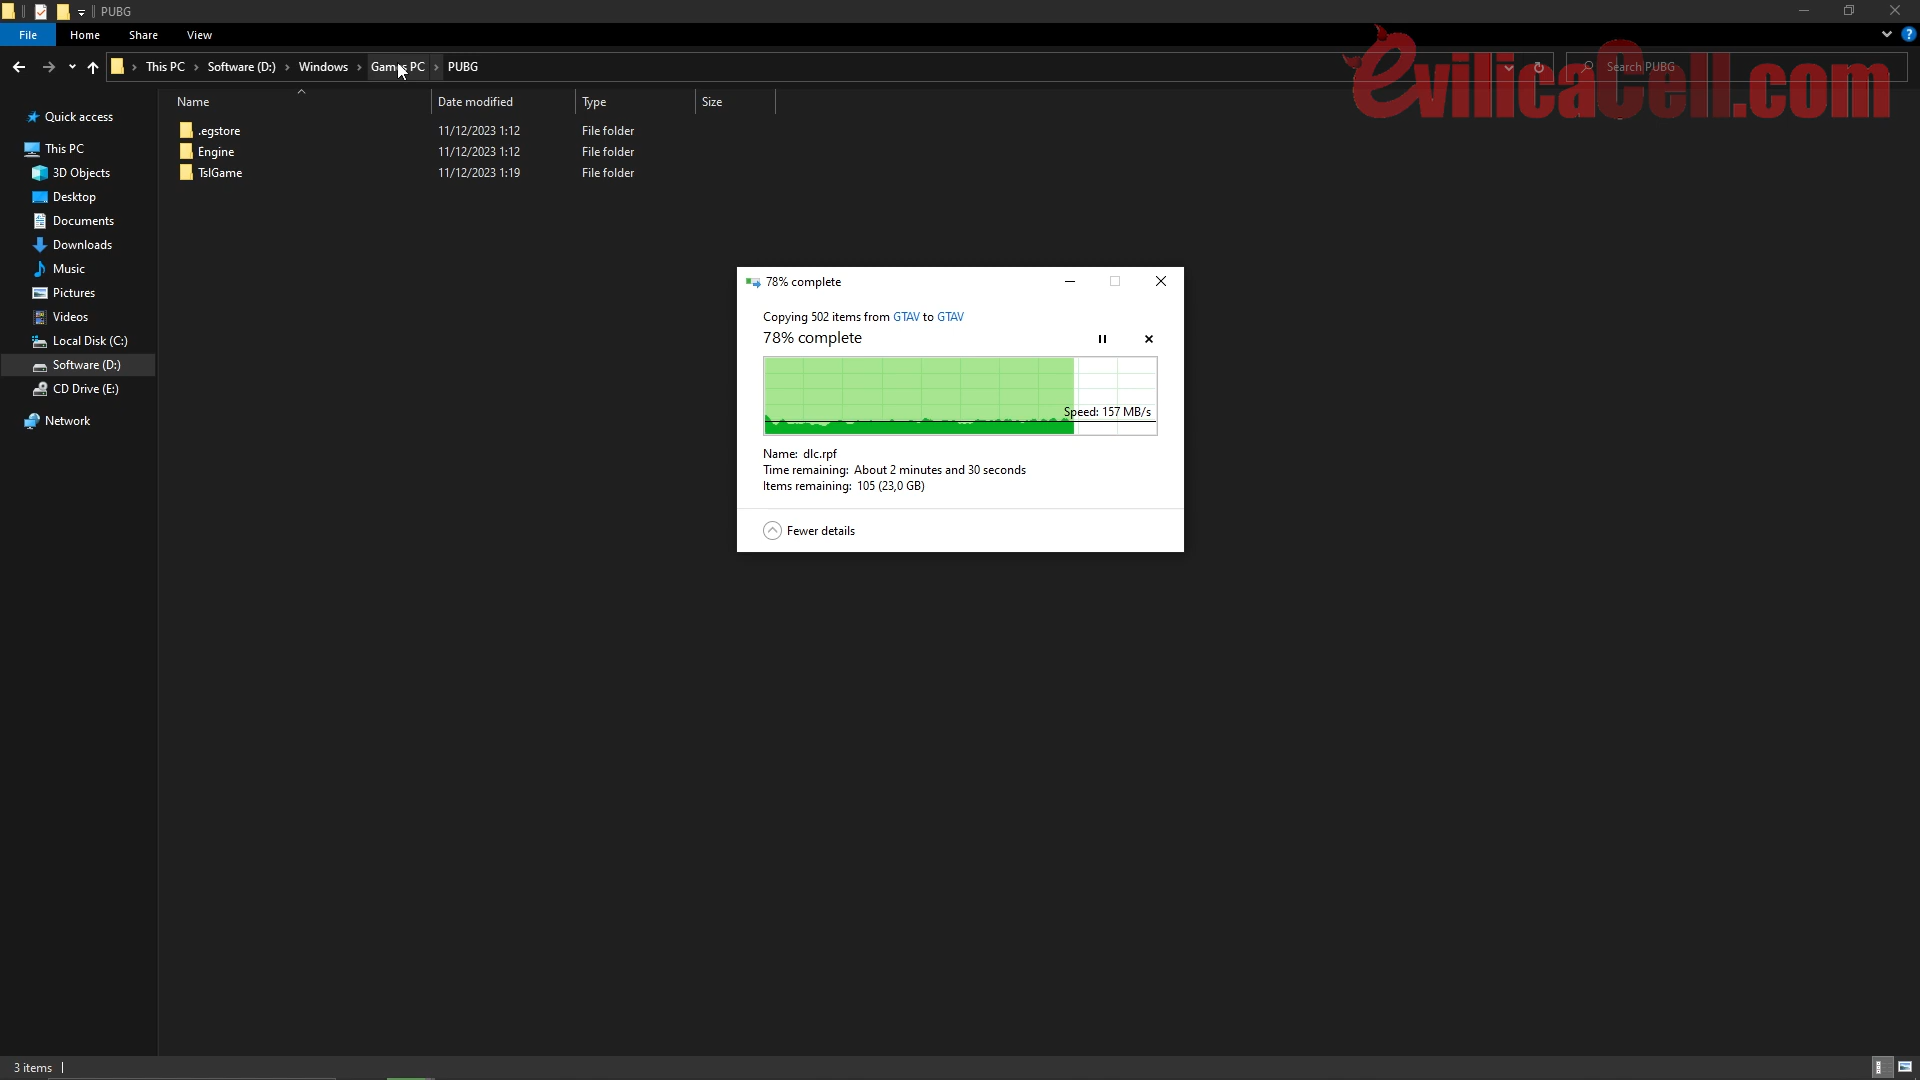 PUBG
File Home Share View
This PC Software (D:) Windows Games PC PUBG
Search PUBG
evilicaCell.com
Name Date modified Type Size
.egstore 11/12/2023 1:12 File folder
Engine 11/12/2023 1:12 File folder
TslGame 11/12/2023 1:19 File folder
Quick access
This PC
3D Objects
Desktop
Documents
Downloads
Music
Pictures
Videos
Local Disk (C:)
Software (D:)
CD Drive (E:)
Network
78% complete
Copying 502 items from GTAV to GTAV
78% complete
Speed: 157 MB/s
Name: dlc.rpf
Time remaining: About 2 minutes and 30 seconds
Items remaining: 105 (23,0 GB)
Fewer details
3 items